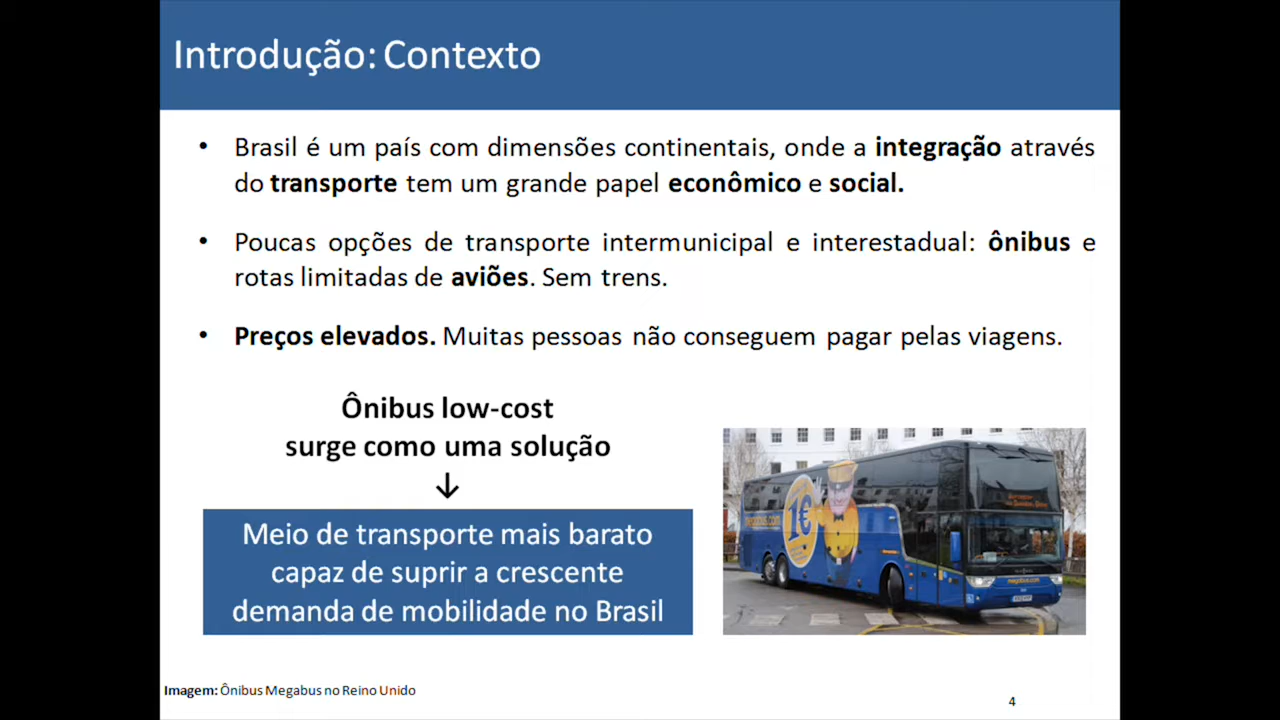 Introdução: Contexto
• Brasil é um país com dimensões continentais, onde a integração através
do transporte tem um grande papel econômico e social.
• Poucas opções de transporte intermunicipal e interestadual: ônibus e
rotas limitadas de aviões. Sem trens.
• Preços elevados. Muitas pessoas não conseguem pagar pelas viagens.
Ônibus low-cost
surge como uma solução
↓
Meio de transporte mais barato
capaz de suprir a crescente
demanda de mobilidade no Brasil
1€
megabus.com
Imagem: Ônibus Megabus no Reino Unido
4